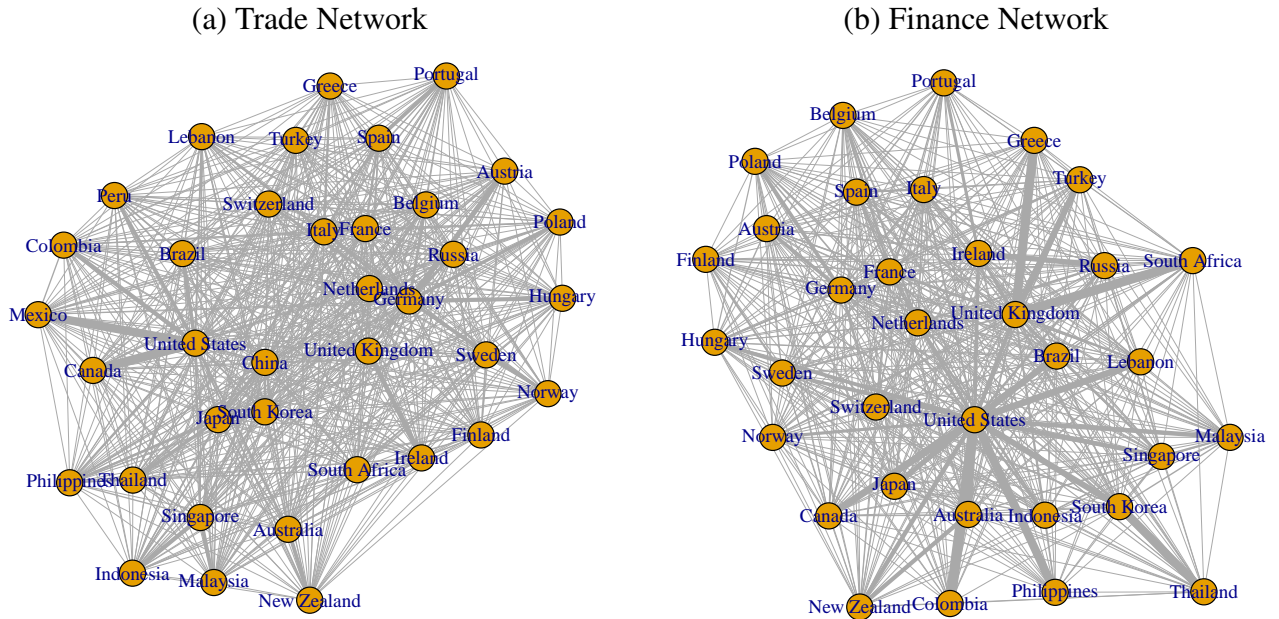 (a) Trade Network
Greece
Portugal
Lebanon
Turkey
Spain
Austria
Peru
Switzerland
Belgium
Poland
Colombia
Brazil
Italy
France
Russia
Netherlands
Germany
Hungary
Mexico
United States
China
United Kingdom
Sweden
Canada
Norway
Japan
South Korea
Finland
Ireland
South Africa
Philippines
Thailand
Singapore
Australia
Indonesia
Malaysia
New Zealand
(b) Finance Network
Portugal
Belgium
Greece
Poland
Turkey
Spain
Italy
Austria
Finland
Ireland
Russia
South Africa
France
Germany
United Kingdom
Netherlands
Hungary
Brazil
Lebanon
Sweden
Switzerland
United States
Norway
Malaysia
Singapore
Japan
Canada
Australia
Indonesia
South Korea
New Zealand
Colombia
Philippines
Thailand